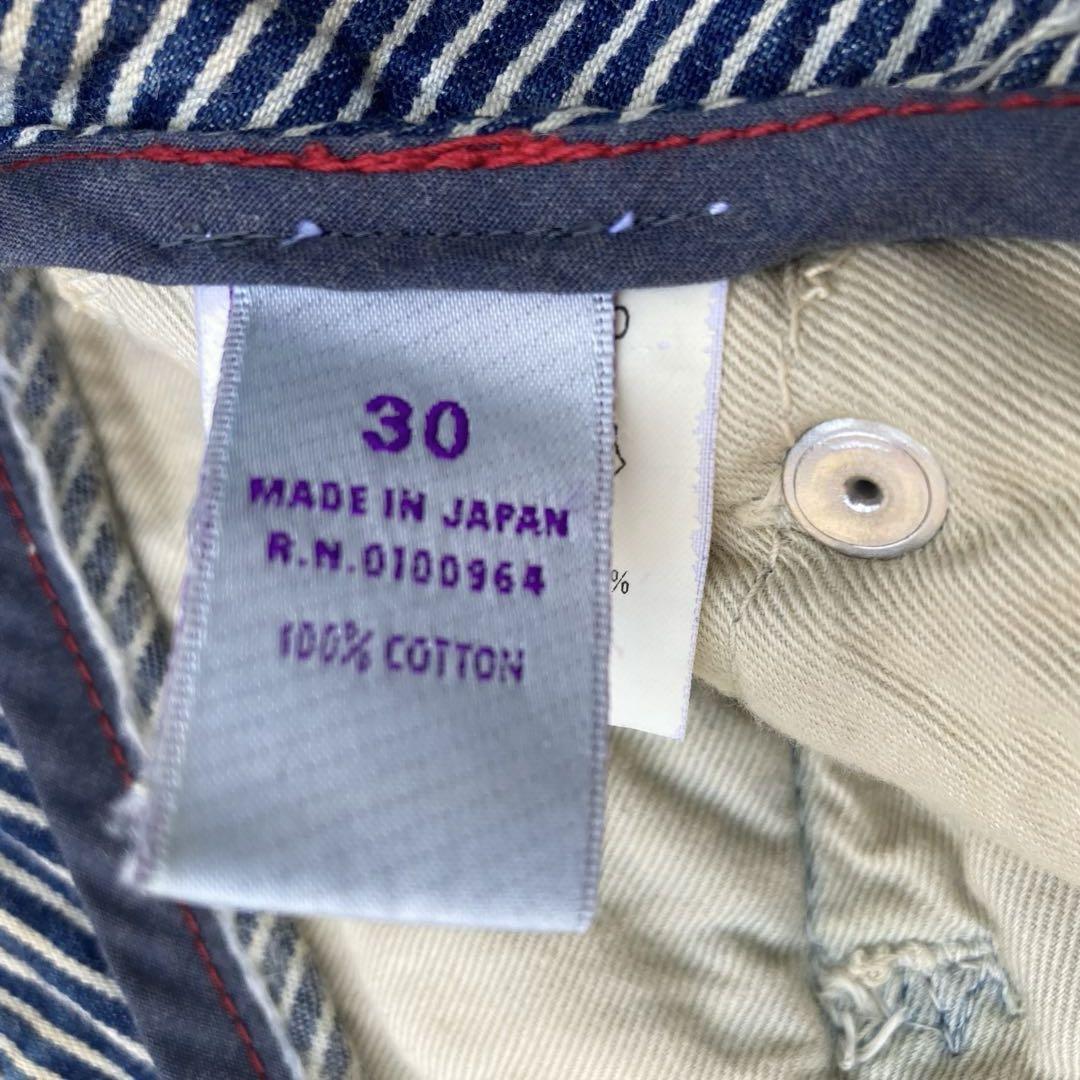 30
MADE IN JAPAN
R.N.0100964
100% COTTON
%